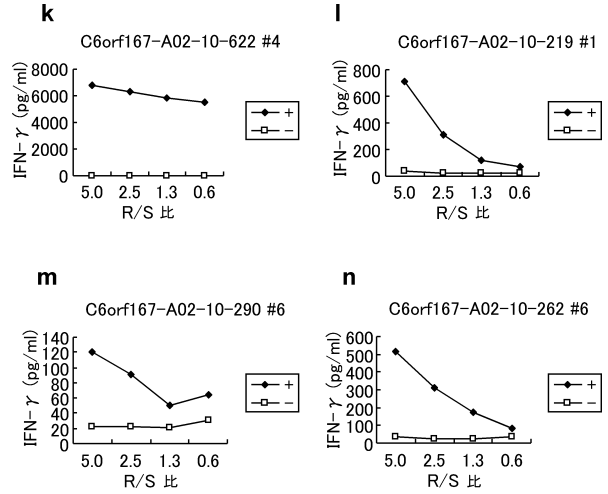 k
C6orf167-A02-10-622 #4
IFN-γ (pg/ml)
8000
6000
4000
2000
0
5.0 2.5 1.3 0.6
R/S 比
+
−
l
C6orf167-A02-10-219 #1
IFN-γ (pg/ml)
800
600
400
200
0
5.0 2.5 1.3 0.6
R/S 比
+
−
m
C6orf167-A02-10-290 #6
IFN-γ (pg/ml)
140
120
100
80
60
40
20
0
5.0 2.5 1.3 0.6
R/S 比
+
−
n
C6orf167-A02-10-262 #6
IFN-γ (pg/ml)
600
500
400
300
200
100
0
5.0 2.5 1.3 0.6
R/S 比
+
−